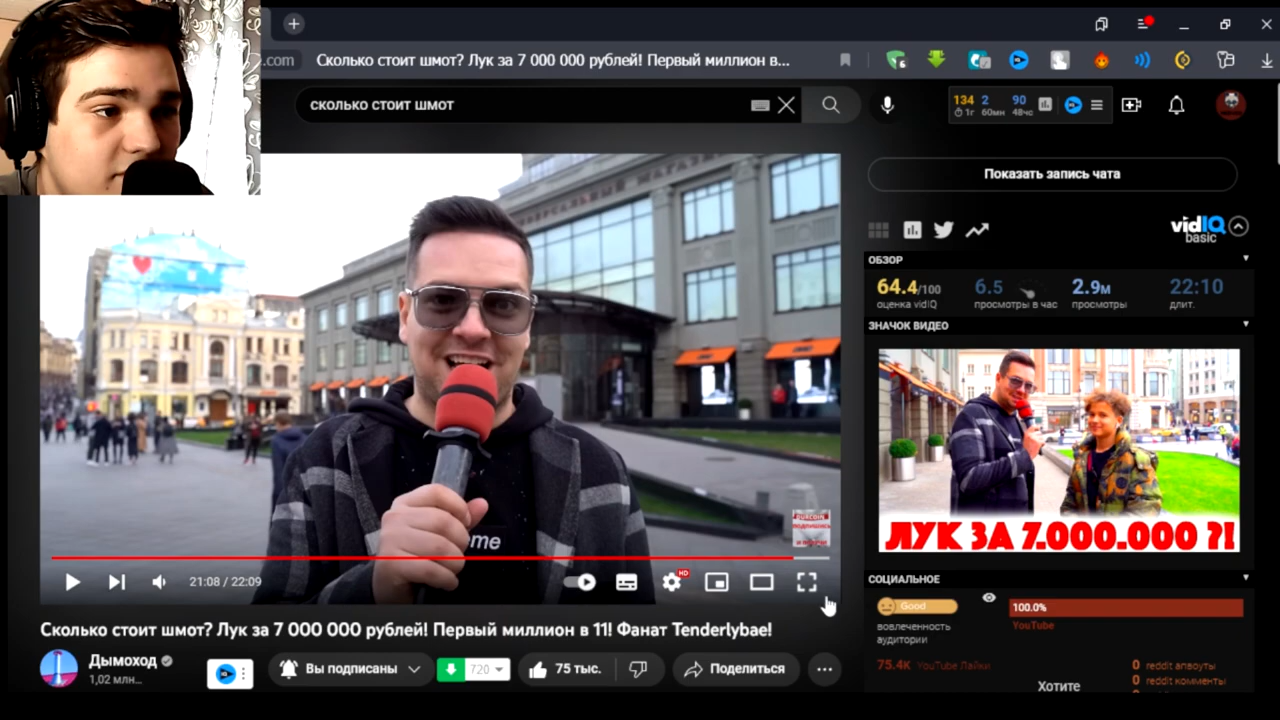 .com Сколько стоит шмот? Лук за 7 000 000 рублей! Первый миллион в...
сколько стоит шмот
134 2 90
1г 60мн 48чс
Показать запись чата
vidIQ
basic
ОБЗОР
64.4/100 6.5 2.9м 22:10
оценка vidIQ просмотры в час просмотры длит.
ЗНАЧОК ВИДЕО
ЛУК ЗА 7.000.000 ?!
eme
HD
21:08 / 22:09
СОЦИАЛЬНОЕ
Good
вовлеченность
аудитории
100.0%
YouTube
75.4K YouTube Лайки
0 reddit апвоуты
0 reddit комменты
Хотите
Сколько стоит шмот? Лук за 7 000 000 рублей! Первый миллион в 11! Фанат Tenderlybae!
Дымоход
1,02 млн...
Вы подписаны
720
75 тыс.
Поделиться